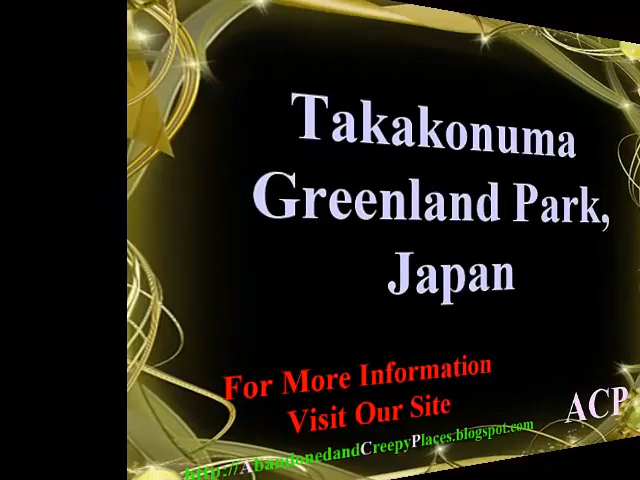 Takakonuma
Greenland Park,
Japan
For More Information
Visit Our Site
ACP
http://AbandonedandCreepyPlaces.blogspot.com